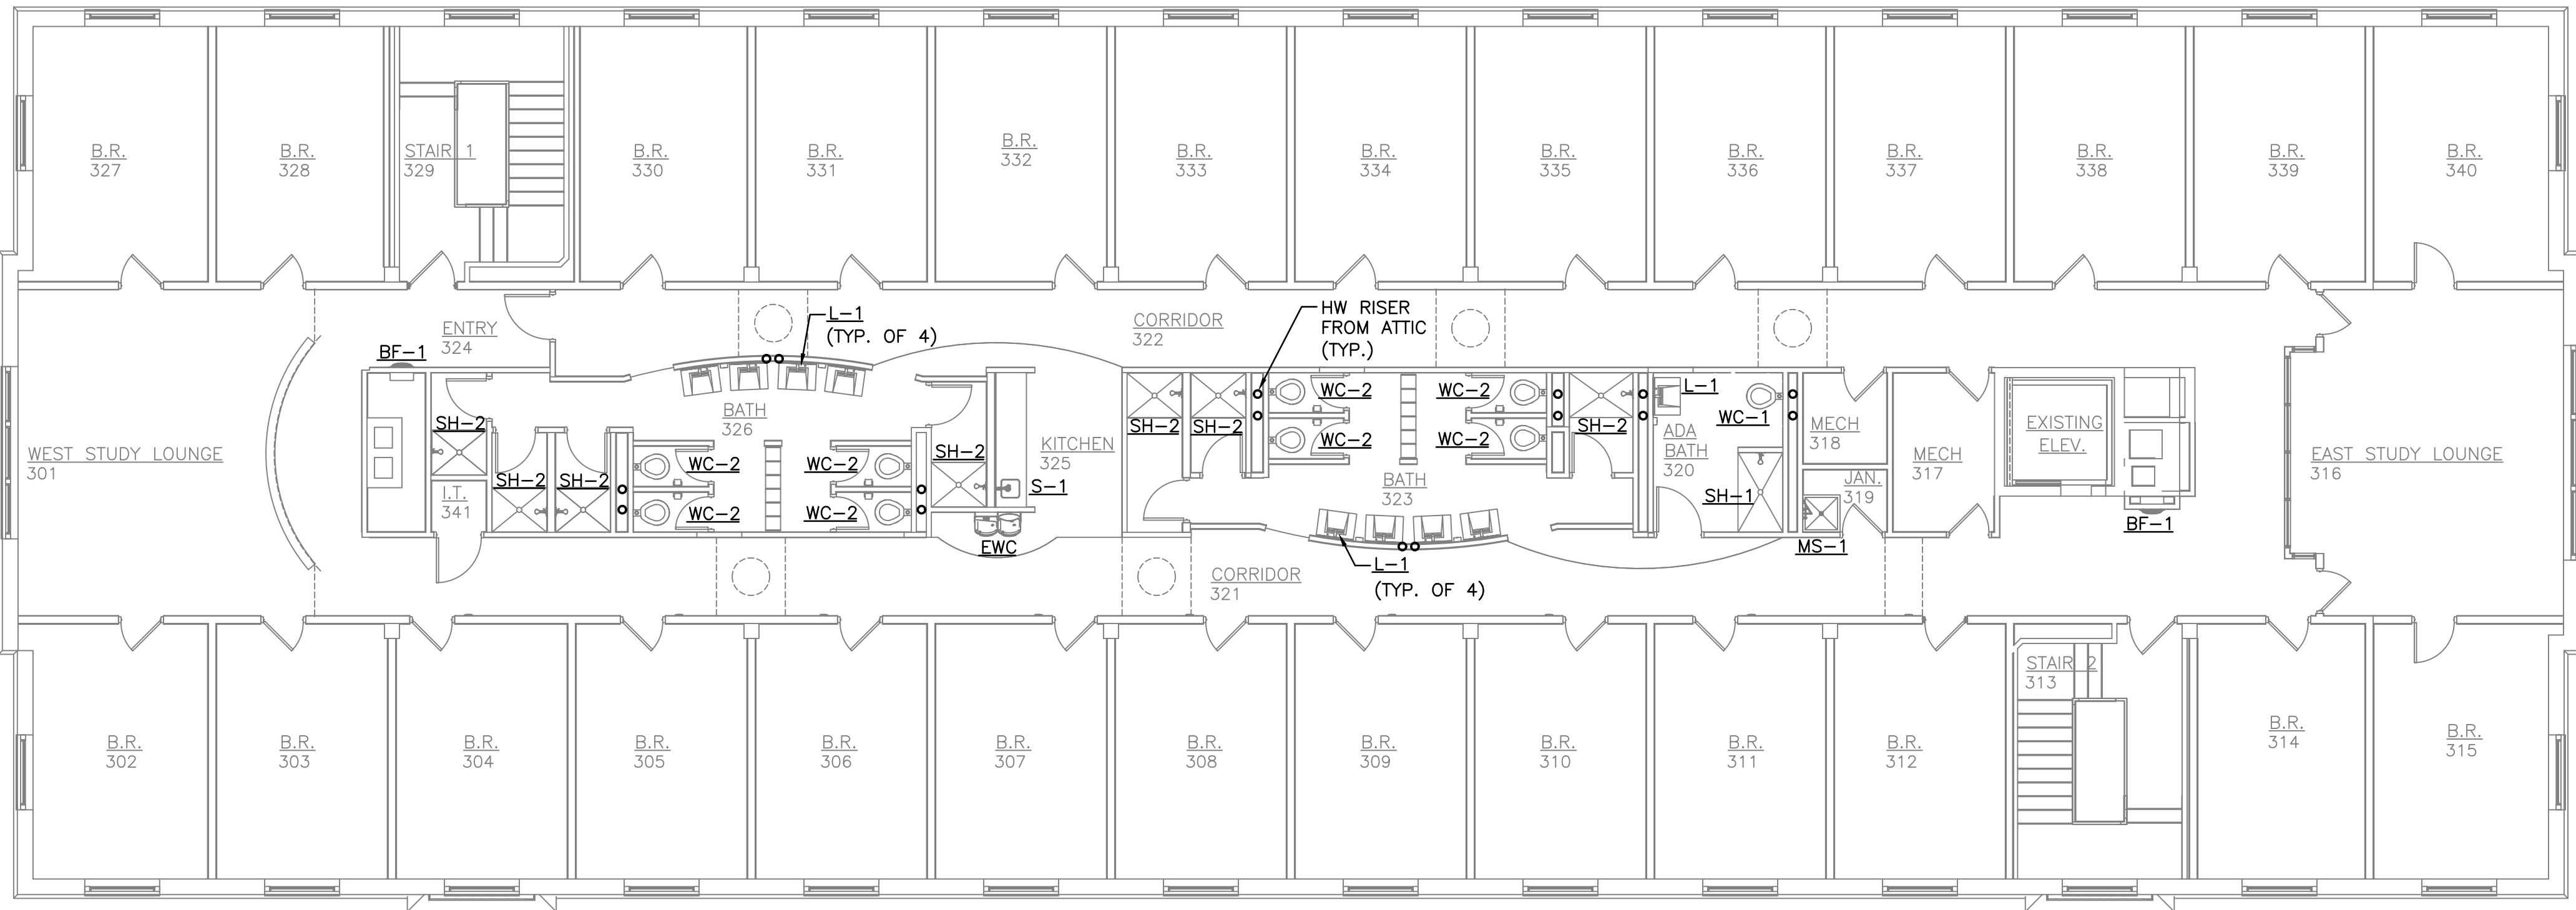 B.R.
327
B.R.
328
STAIR 1
329
B.R.
330
B.R.
331
B.R.
332
B.R.
333
B.R.
334
B.R.
335
B.R.
336
B.R.
337
B.R.
338
B.R.
339
B.R.
340
ENTRY
324
L-1
(TYP. OF 4)
CORRIDOR
322
HW RISER
FROM ATTIC
(TYP.)
BF-1
WEST STUDY LOUNGE
301
SH-2
I.T.
341
SH-2
SH-2
BATH
326
WC-2
WC-2
WC-2
WC-2
SH-2
KITCHEN
325
S-1
EWC
SH-2
SH-2
WC-2
WC-2
WC-2
WC-2
BATH
323
SH-2
L-1
WC-1
ADA
BATH
320
SH-1
MECH
318
JAN.
319
MS-1
MECH
317
EXISTING
ELEV.
BF-1
EAST STUDY LOUNGE
316
CORRIDOR
321
L-1
(TYP. OF 4)
B.R.
302
B.R.
303
B.R.
304
B.R.
305
B.R.
306
B.R.
307
B.R.
308
B.R.
309
B.R.
310
B.R.
311
B.R.
312
STAIR 2
313
B.R.
314
B.R.
315